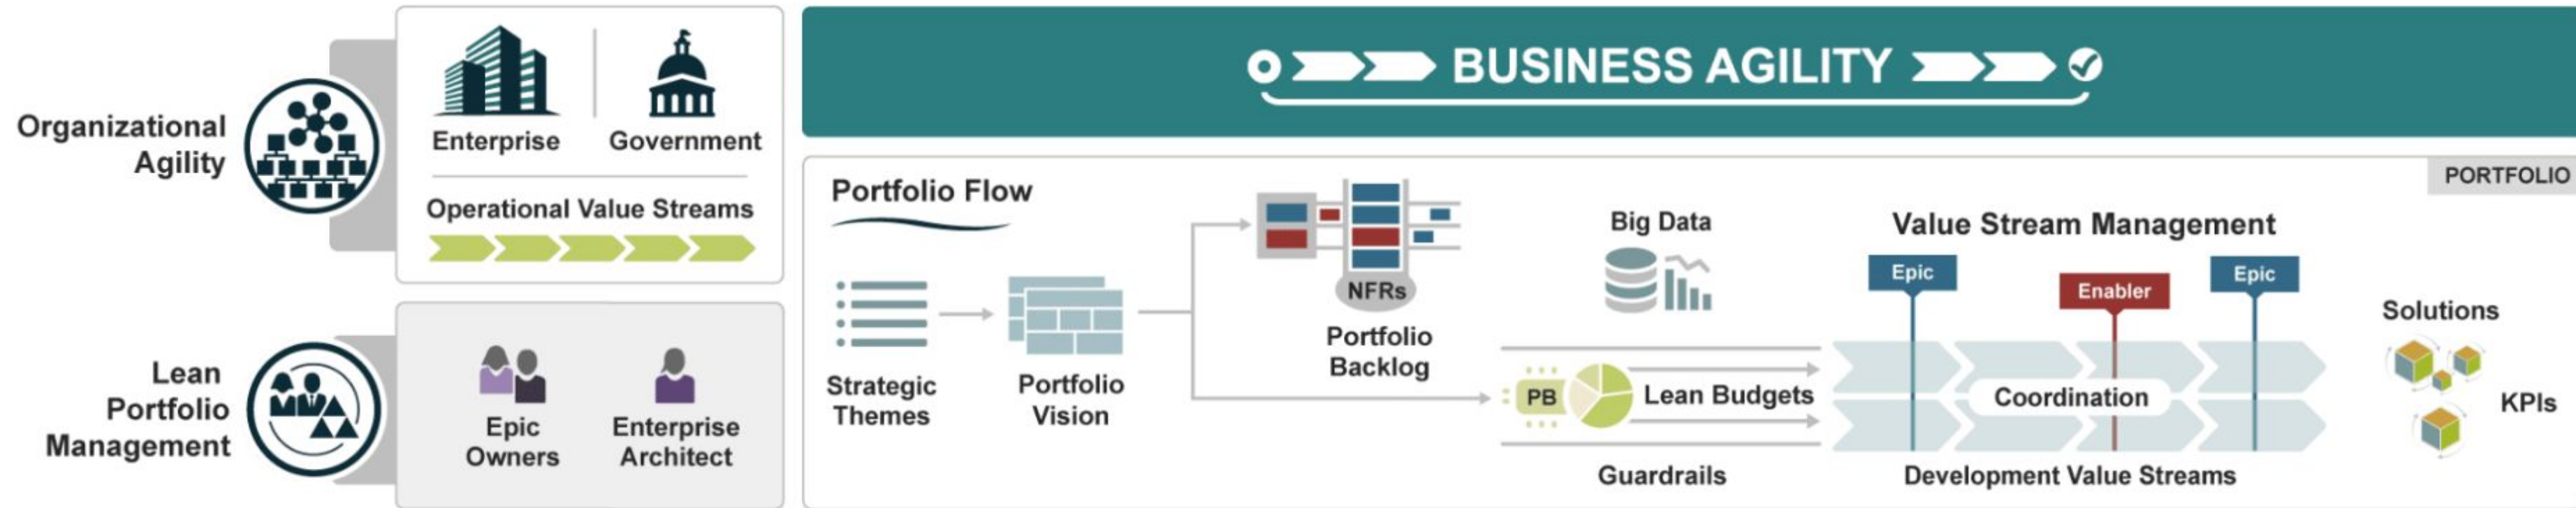 Organizational
Agility
Enterprise
Government
Operational Value Streams
Lean
Portfolio
Management
Epic
Owners
Enterprise
Architect
BUSINESS AGILITY
PORTFOLIO
Portfolio Flow
Strategic
Themes
Portfolio
Vision
NFRs
Portfolio
Backlog
Big Data
PB
Lean Budgets
Guardrails
Value Stream Management
Epic
Enabler
Epic
Coordination
Development Value Streams
Solutions
KPIs